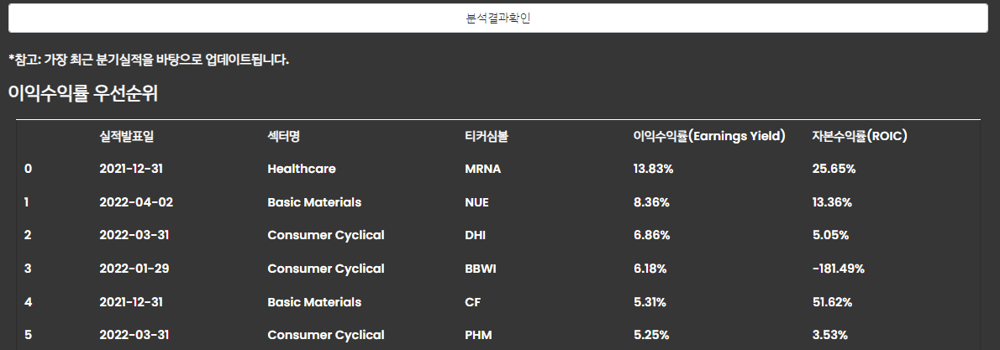 분석결과확인
*참고: 가장 최근 분기실적을 바탕으로 업데이트됩니다.
이익수익률 우선순위
실적발표일 섹터명 티커심볼 이익수익률(Earnings Yield) 자본수익률(ROIC)
0 2021-12-31 Healthcare MRNA 13.83% 25.65%
1 2022-04-02 Basic Materials NUE 8.36% 13.36%
2 2022-03-31 Consumer Cyclical DHI 6.86% 5.05%
3 2022-01-29 Consumer Cyclical BBWI 6.18% -181.49%
4 2021-12-31 Basic Materials CF 5.31% 51.62%
5 2022-03-31 Consumer Cyclical PHM 5.25% 3.53%